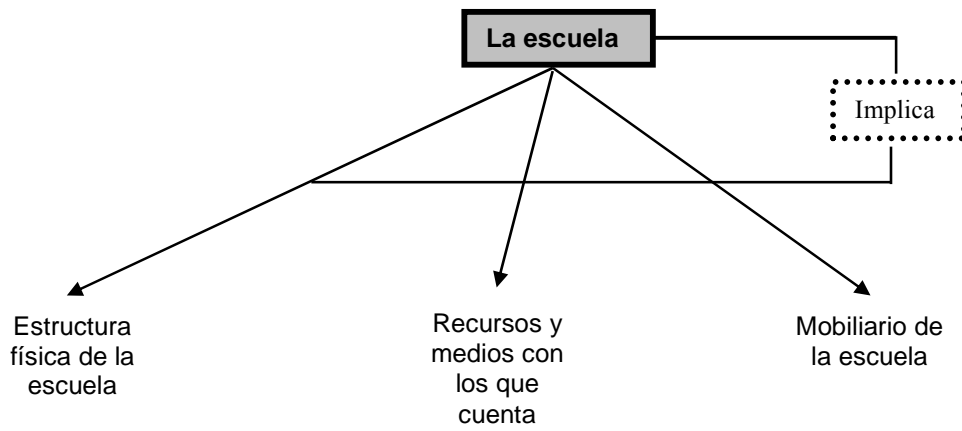 La escuela
Implica
Estructura
física de la
escuela
Recursos y
medios con
los que
cuenta
Mobiliario de
la escuela